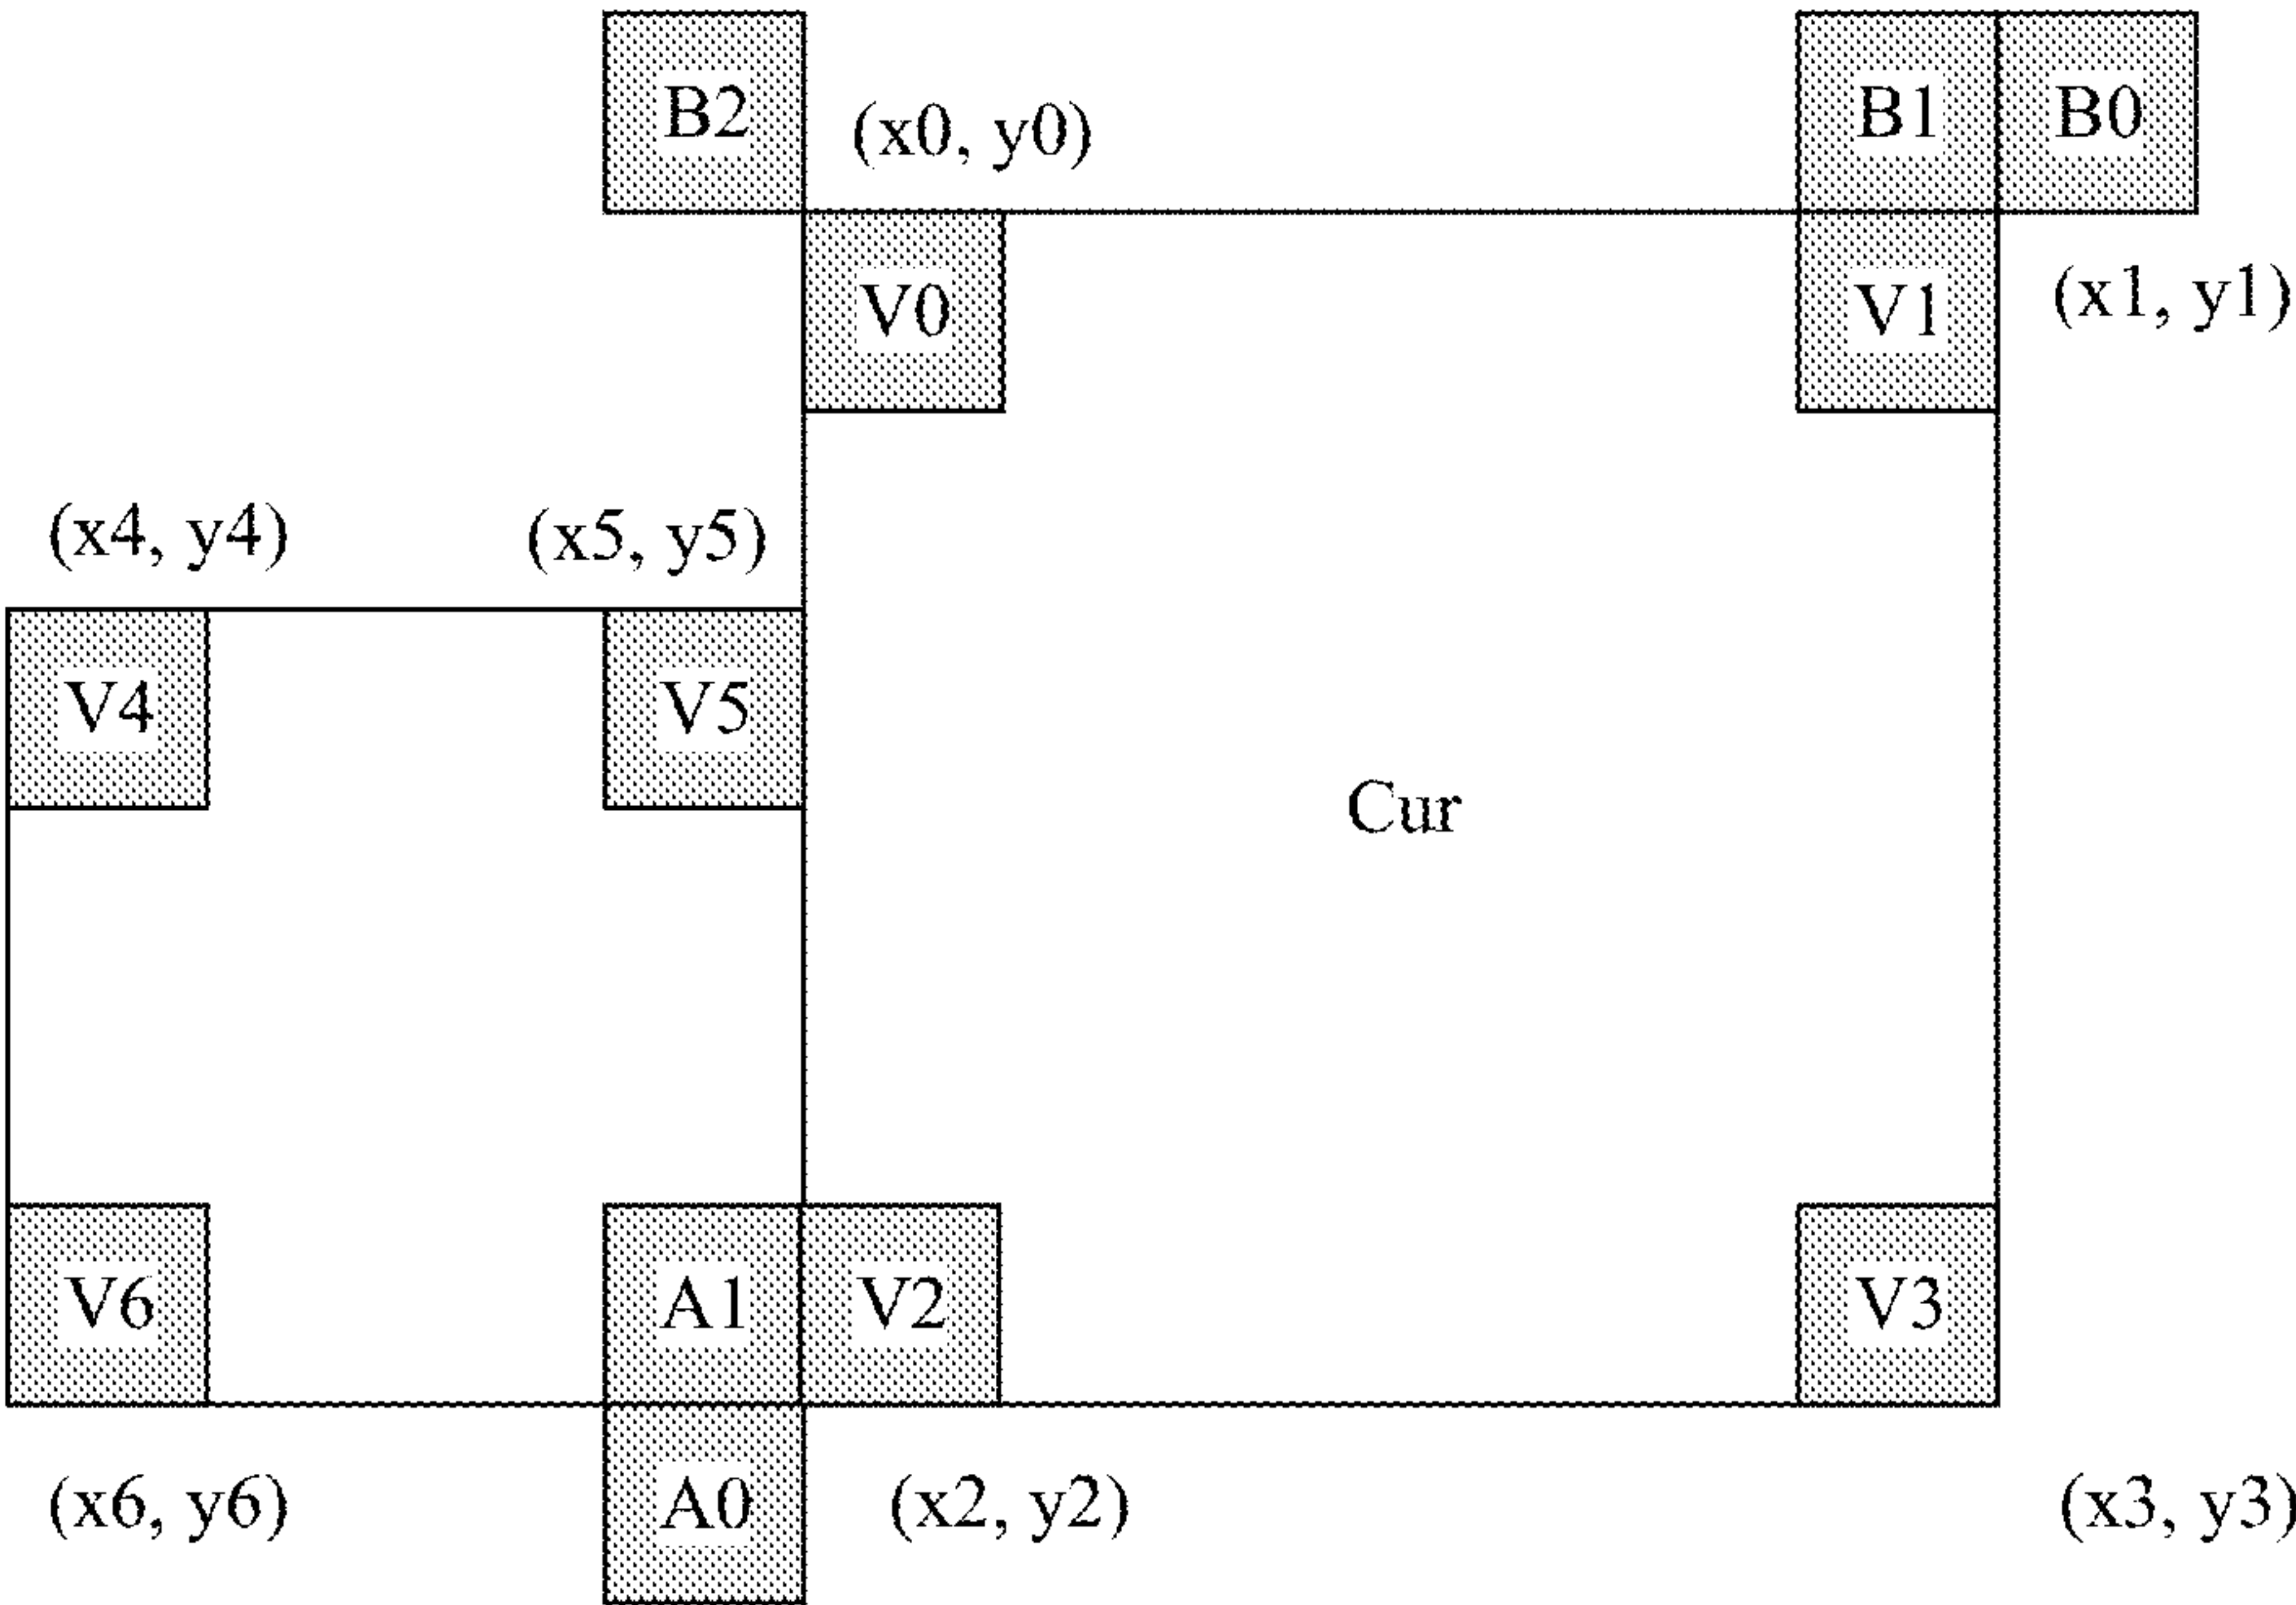 B2 (x0, y0) B1 B0
V0 V1 (x1, y1)
(x4, y4) (x5, y5)
V4 V5
Cur
V6 A1 V2 V3
(x6, y6) A0 (x2, y2) (x3, y3)